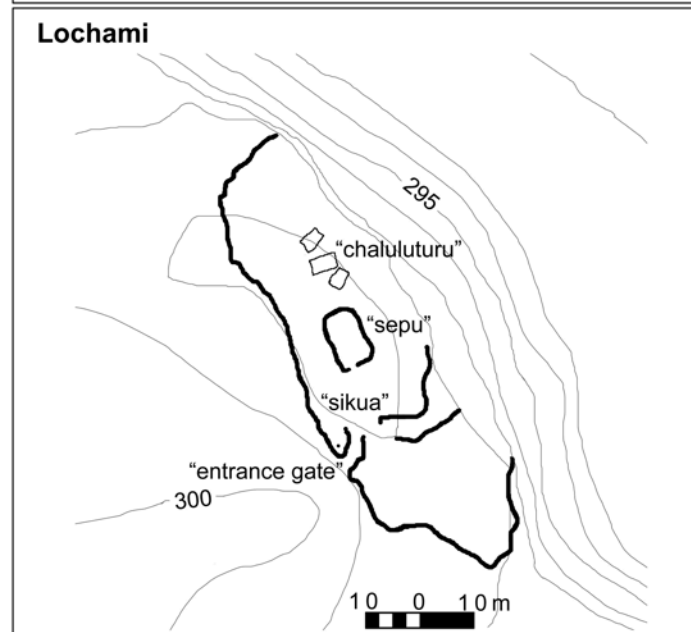 Lochami
295
“chaluluturu”
“sepu”
“sikua”
“entrance gate”
300
10 0 10 m